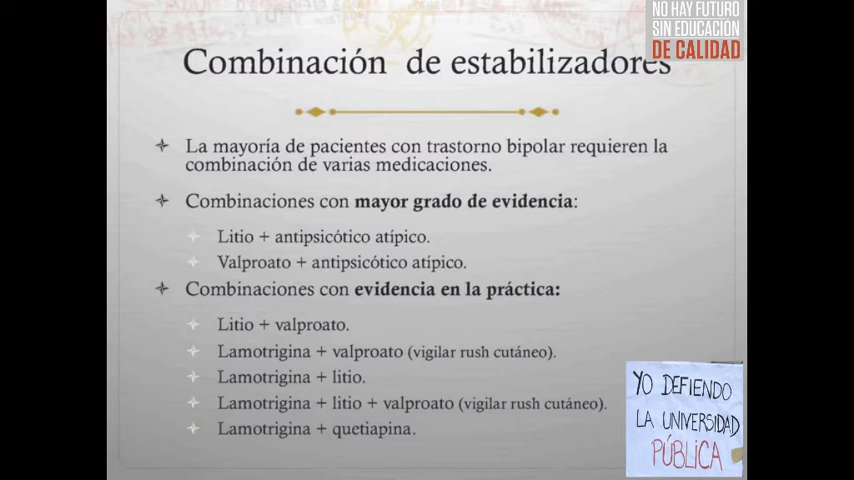 NO HAY FUTURO
SIN EDUCACIÓN
DE CALIDAD
Combinación de estabilizadores
La mayoría de pacientes con trastorno bipolar requieren la
combinación de varias medicaciones.
Combinaciones con mayor grado de evidencia:
Litio + antipsicótico atípico.
Valproato + antipsicótico atípico.
Combinaciones con evidencia en la práctica:
Litio + valproato.
Lamotrigina + valproato (vigilar rush cutáneo).
Lamotrigina + litio.
Lamotrigina + litio + valproato (vigilar rush cutáneo).
Lamotrigina + quetiapina.
YO DEFIENDO
LA UNIVERSIDAD
PÚBLICA